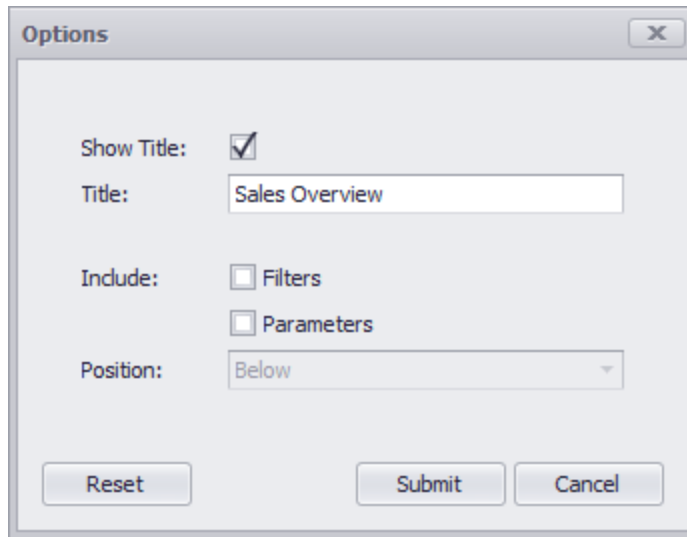 Options
Show Title:
Title: Sales Overview
Include: Filters
Parameters
Position: Below
Reset Submit Cancel